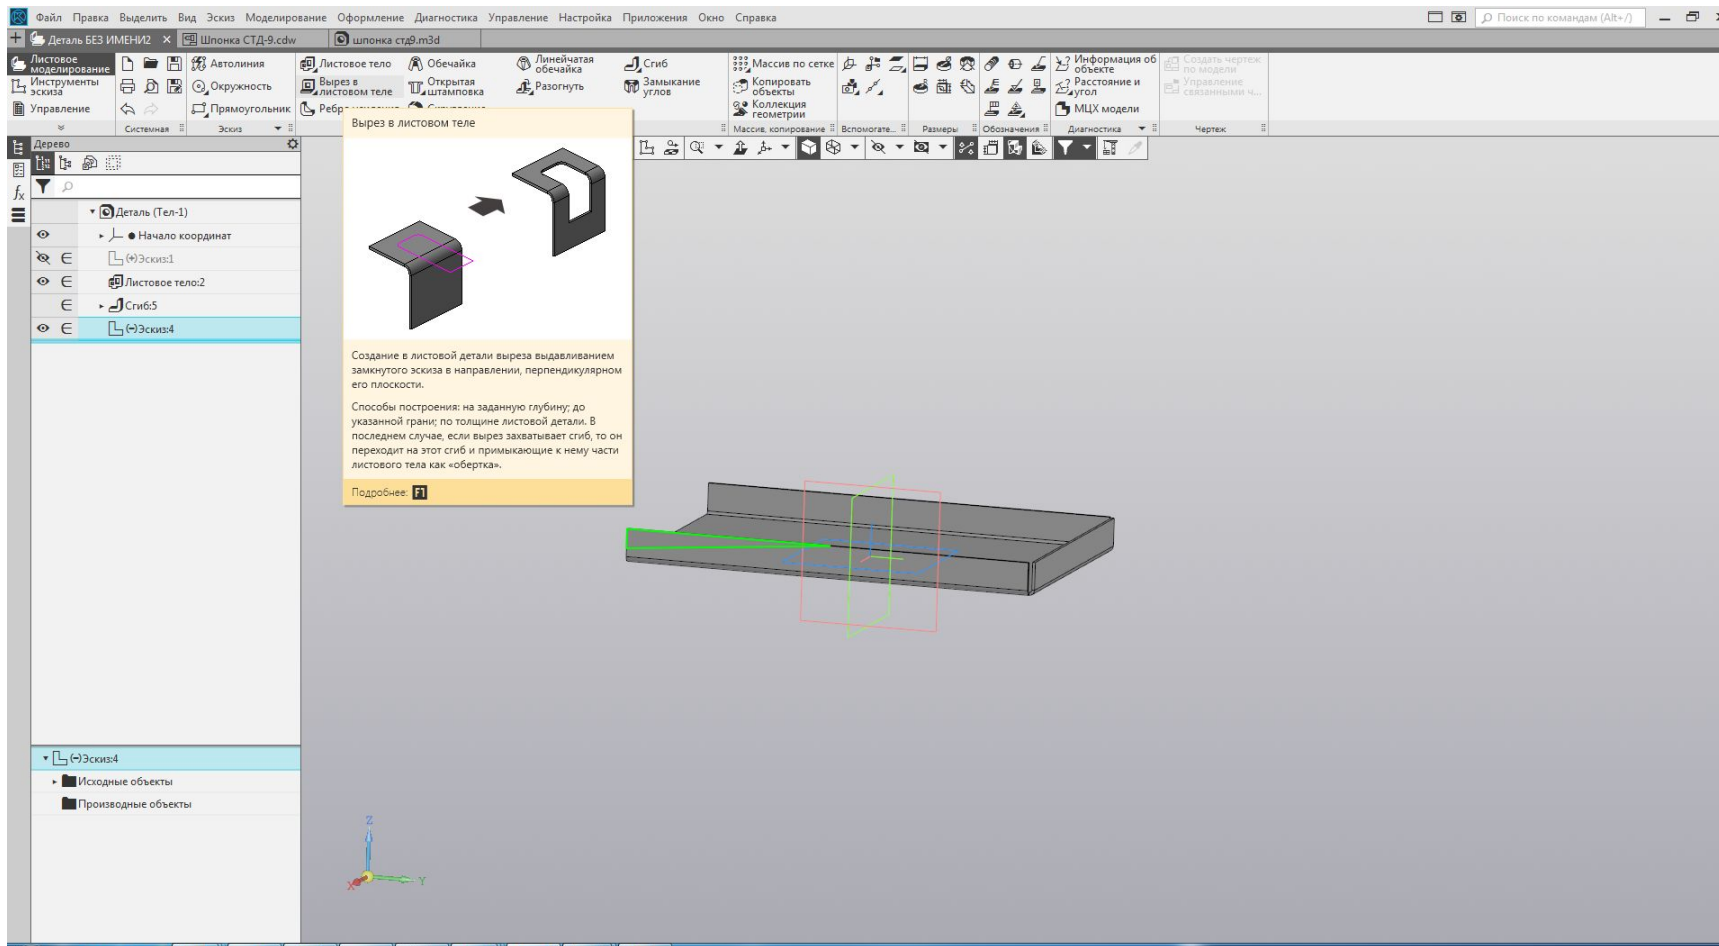 Файл Правка Выделить Вид Эскиз Моделирование Оформление Диагностика Управление Настройка Приложения Окно Справка
Поиск по командам (Alt+/)
Деталь БЕЗ ИМЕНИ2 Шпонка СТД-9.cdw шпонка стд9.m3d
Листовое моделирование
Инструменты эскиза
Управление
Системная
Автолиния
Окружность
Прямоугольник
Эскиз
Листовое тело
Вырез в листовом теле
Обечайка
Открытая штамповка
Линейчатая обечайка
Разогнуть
Сгиб
Замыкание углов
Массив по сетке
Копировать объекты
Коллекция геометрии
Массив, копирование
Вспомогате...
Размеры
Обозначения
Информация об объекте
Расстояние и угол
МЦХ модели
Диагностика
Создать чертеж по модели
Управление связанными ч...
Чертеж
Дерево
Деталь (Тел-1)
Начало координат
(+)Эскиз:1
Листовое тело:2
Сгиб:5
(-)Эскиз:4
Вырез в листовом теле
Создание в листовой детали выреза выдавливанием
замкнутого эскиза в направлении, перпендикулярном
его плоскости.
Способы построения: на заданную глубину; до
указанной грани; по толщине листовой детали. В
последнем случае, если вырез захватывает сгиб, то он
переходит на этот сгиб и примыкающие к нему части
листового тела как «обертка».
Подробнее: F1
(-)Эскиз:4
Исходные объекты
Производные объекты
Z
X
Y